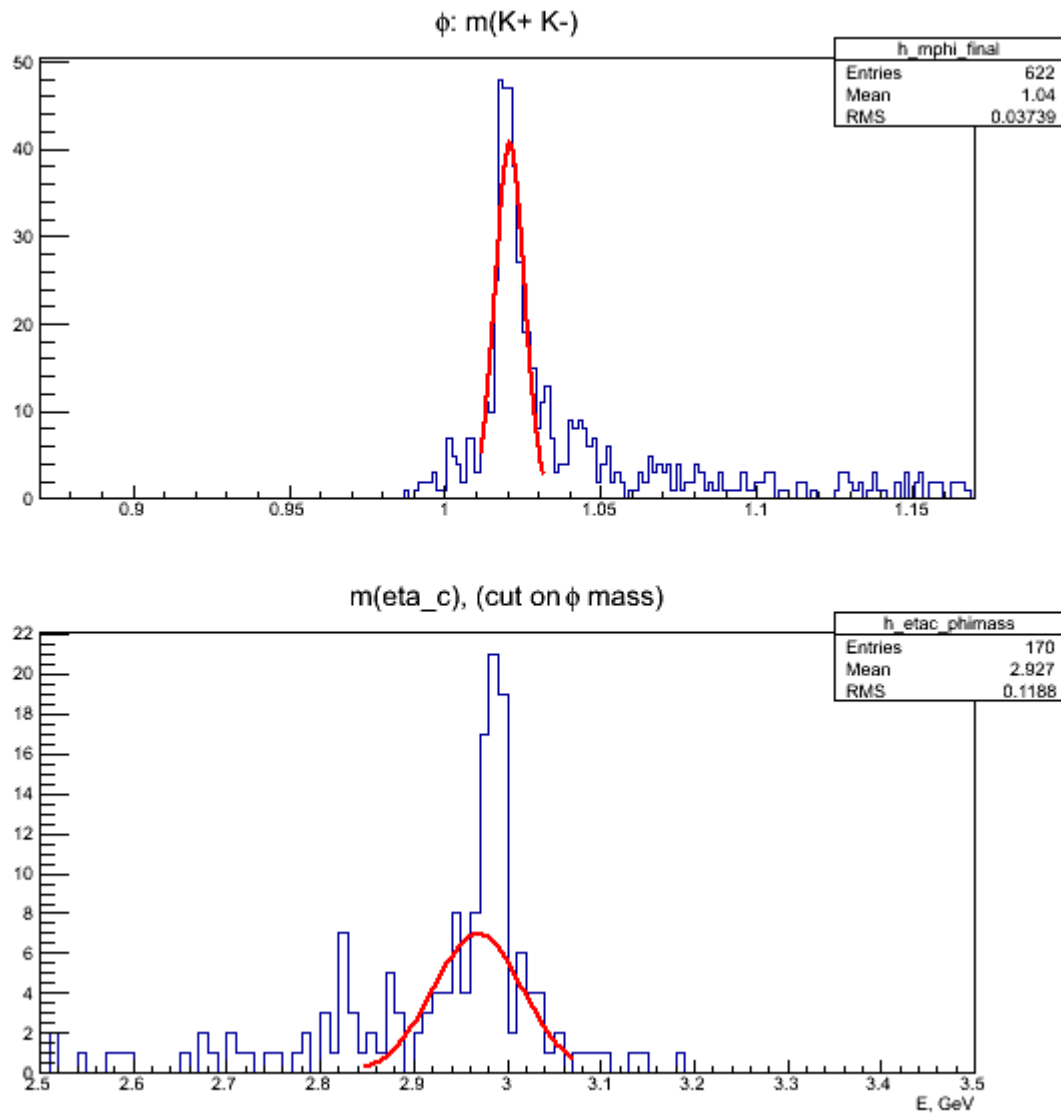 ϕ: m(K+ K-)
h_mphi_final
Entries 622
Mean 1.04
RMS 0.03739
50
40
30
20
10
0
0.9 0.95 1 1.05 1.1 1.15
m(eta_c), (cut on ϕ mass)
h_etac_phimass
Entries 170
Mean 2.927
RMS 0.1188
22
20
18
16
14
12
10
8
6
4
2
0
2.5 2.6 2.7 2.8 2.9 3 3.1 3.2 3.3 3.4 3.5
E, GeV